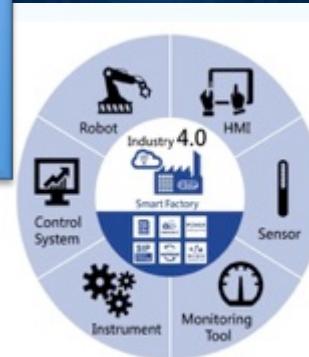 Robot
HMI
Industry 4.0
Smart Factory
Control
System
Sensor
Instrument
Monitoring
Tool